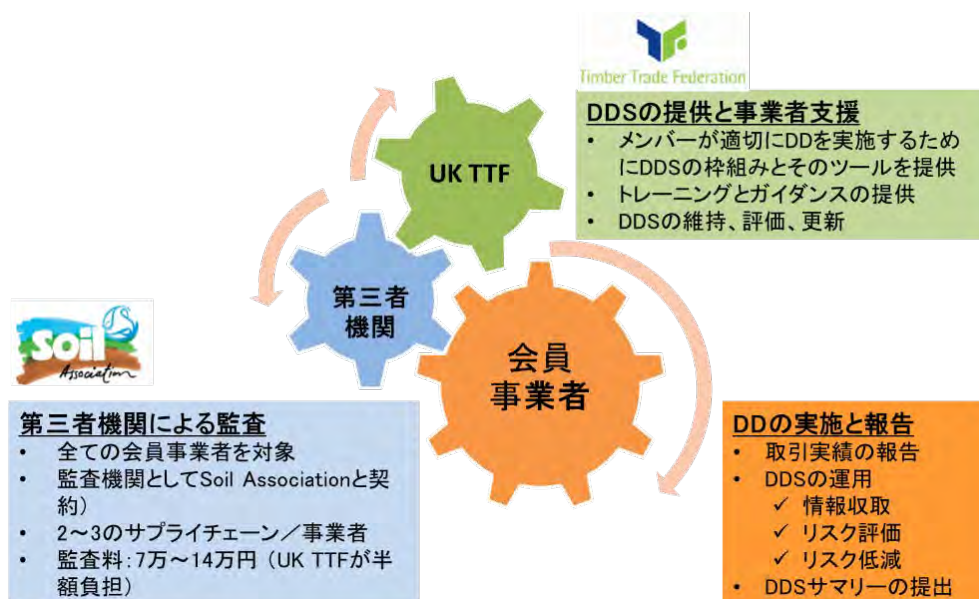 Timber Trade Federation
DDSの提供と事業者支援
• メンバーが適切にDDを実施するため
にDDSの枠組みとそのツールを提供
• トレーニングとガイダンスの提供
• DDSの維持、評価、更新
UK TTF
第三者
機関
会員
事業者
soil
Association
第三者機関による監査
• 全ての会員事業者を対象
• 監査機関としてSoil Associationと契
約）
• 2～3のサプライチェーン／事業者
• 監査料：7万～14万円（UK TTFが半
額負担）
DDの実施と報告
• 取引実績の報告
• DDSの運用
✓ 情報収取
✓ リスク評価
✓ リスク低減
• DDSサマリーの提出